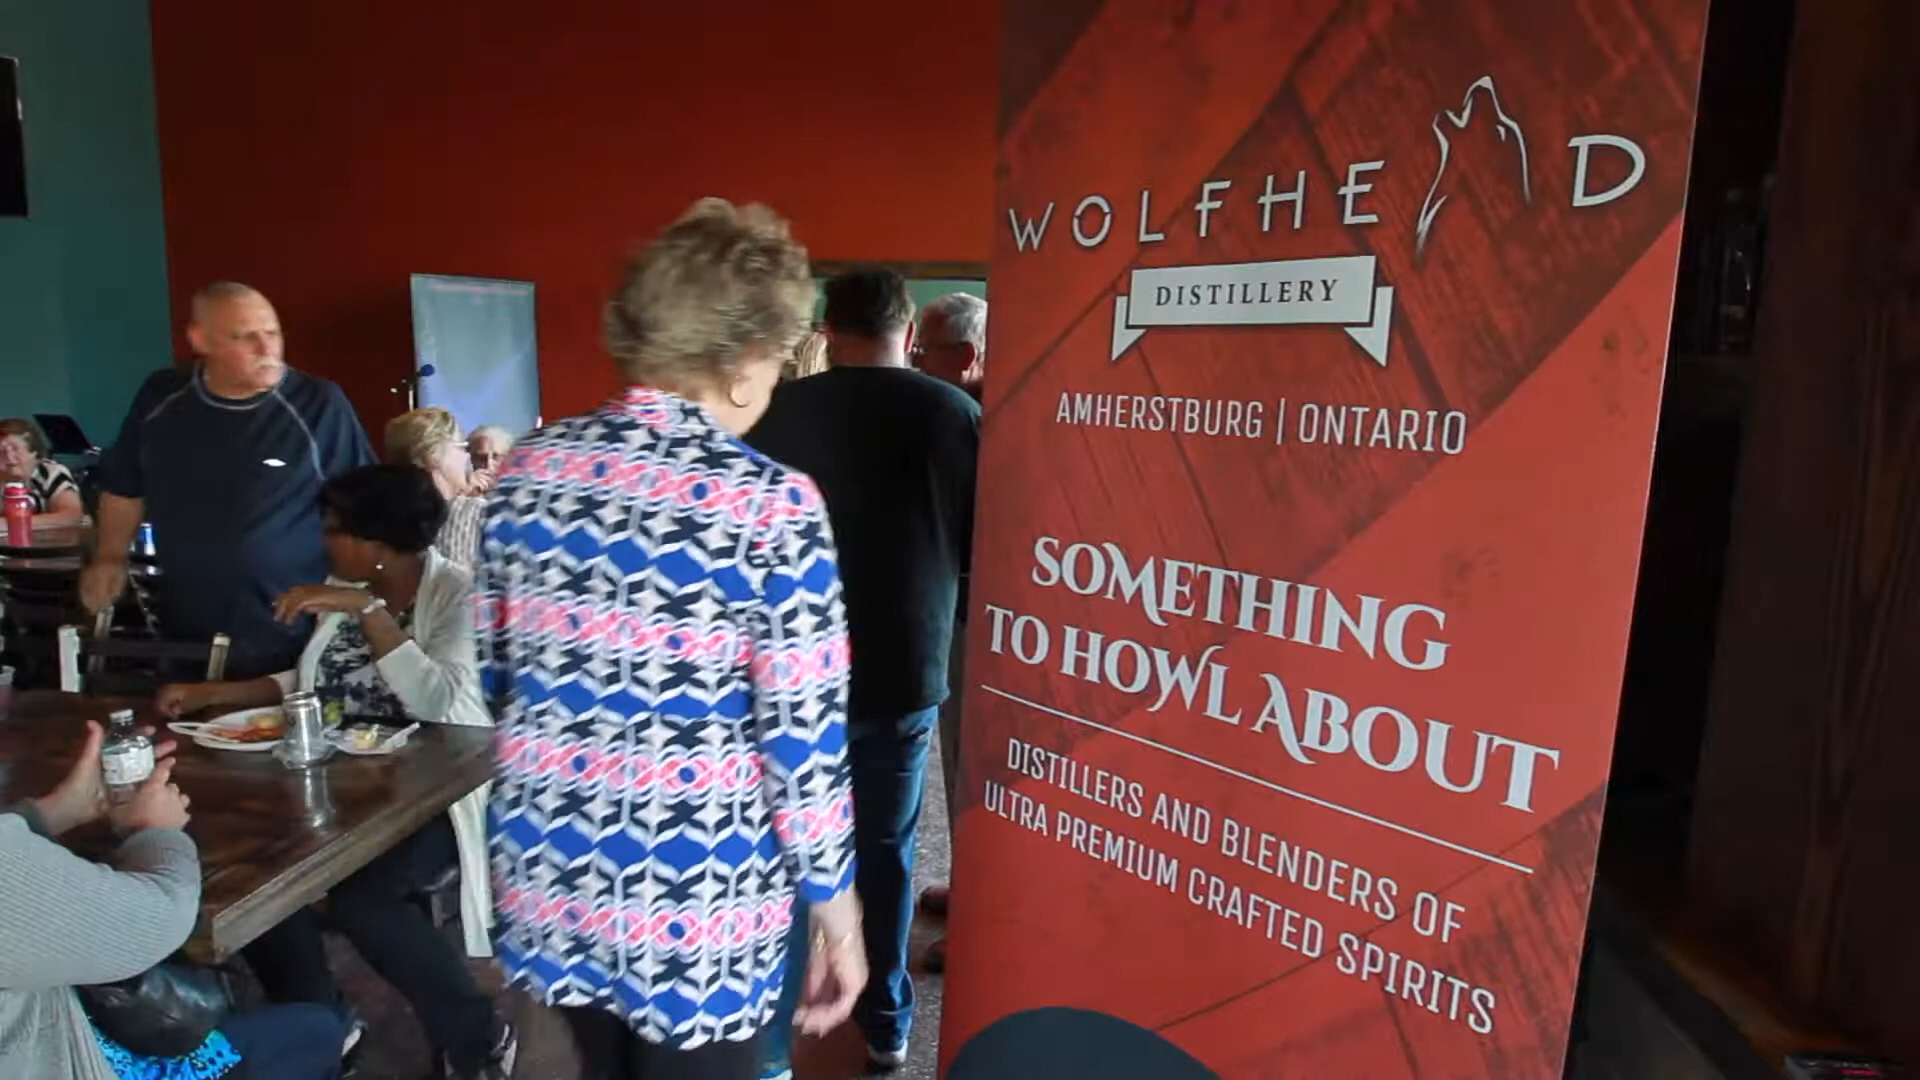 WOLFHEAD
DISTILLERY
AMHERSTBURG | ONTARIO
SOMETHING
TO HOWL ABOUT
DISTILLERS AND BLENDERS OF
ULTRA PREMIUM CRAFTED SPIRITS